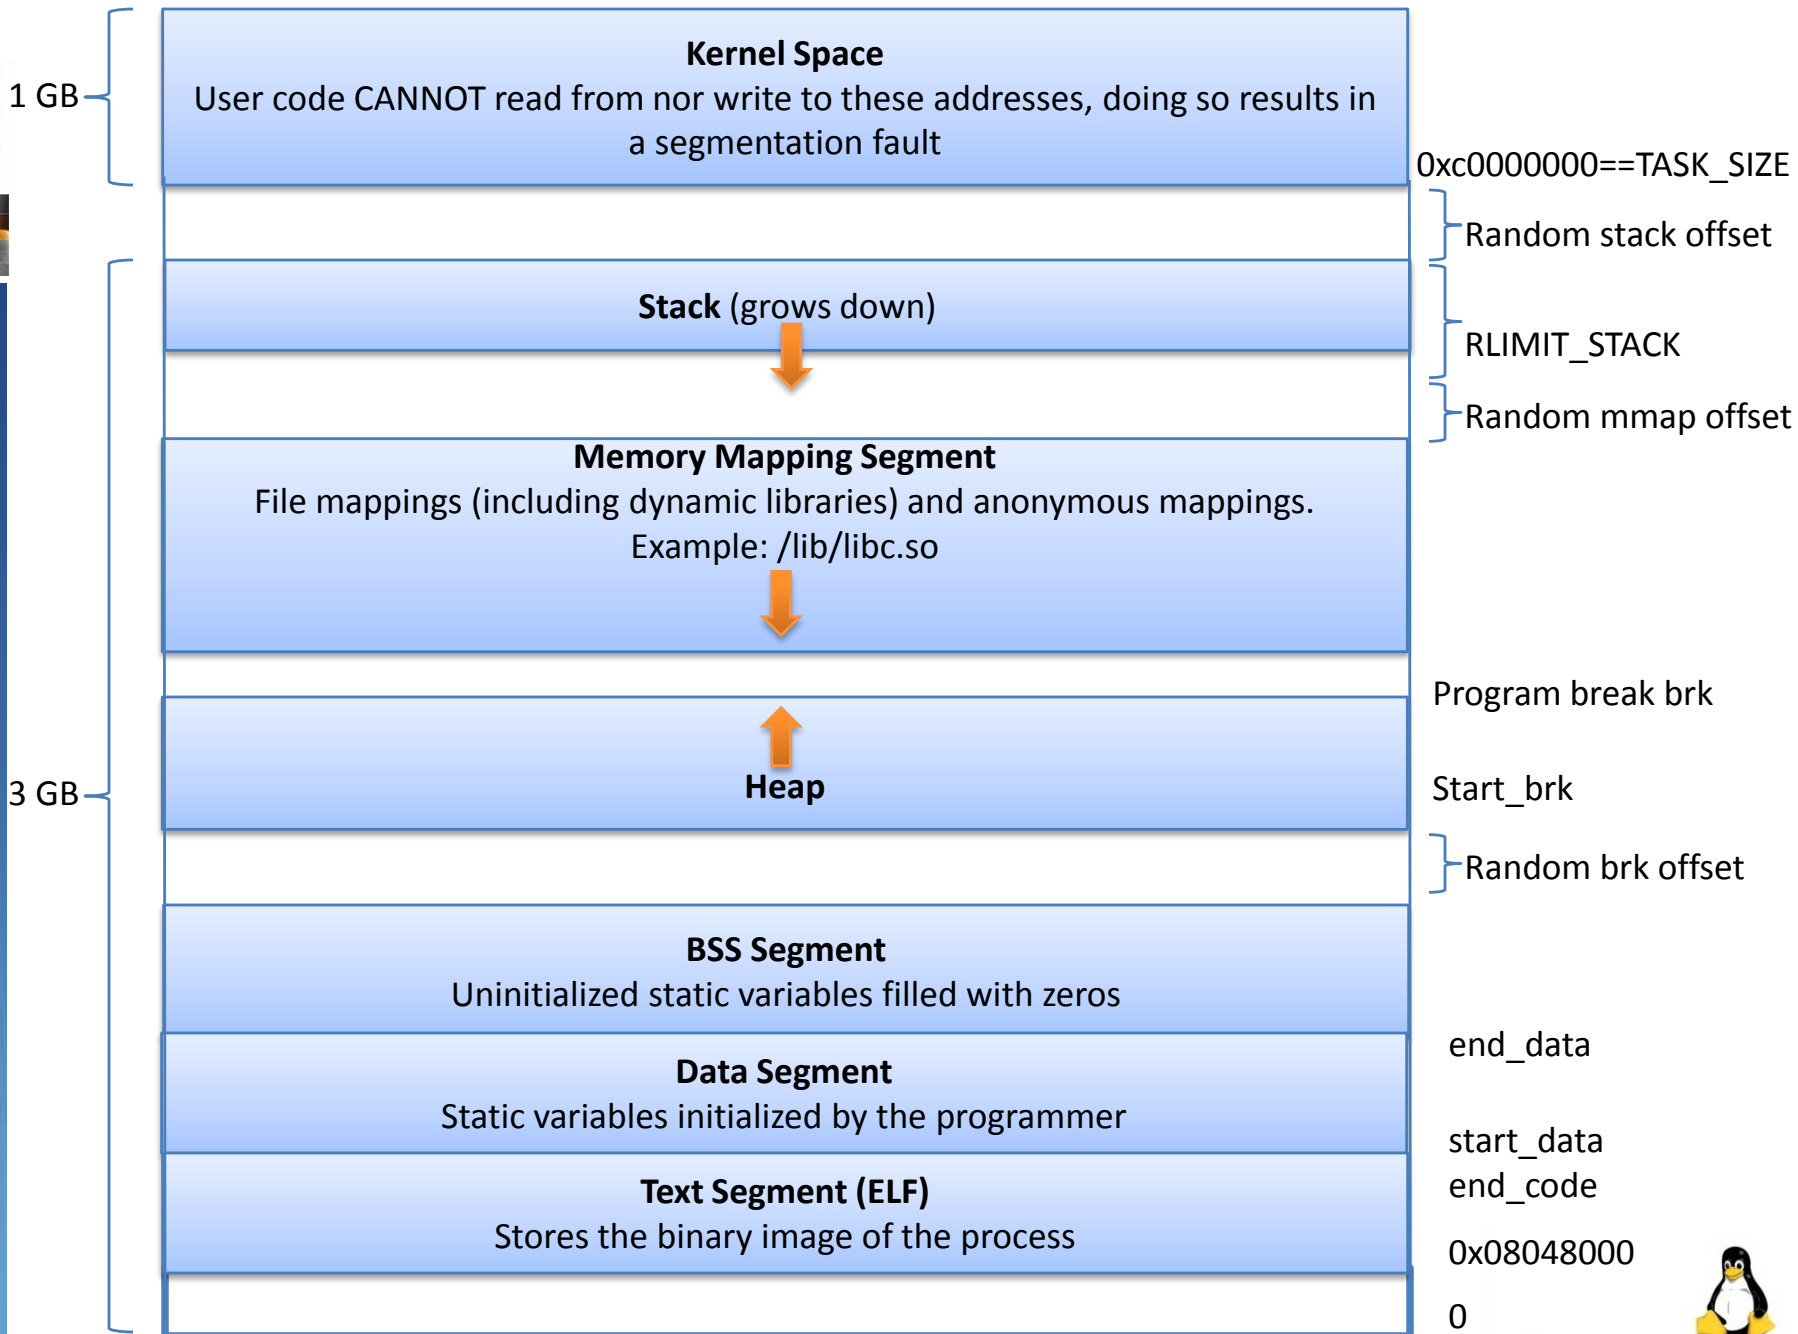 Kernel Space
User code CANNOT read from nor write to these addresses, doing so results in
a segmentation fault
1 GB
0xc0000000==TASK_SIZE
Random stack offset
Stack (grows down)
RLIMIT_STACK
Random mmap offset
Memory Mapping Segment
File mappings (including dynamic libraries) and anonymous mappings.
Example: /lib/libc.so
Program break brk
Heap
Start_brk
3 GB
Random brk offset
BSS Segment
Uninitialized static variables filled with zeros
end_data
Data Segment
Static variables initialized by the programmer
start_data
end_code
Text Segment (ELF)
Stores the binary image of the process
0x08048000
0